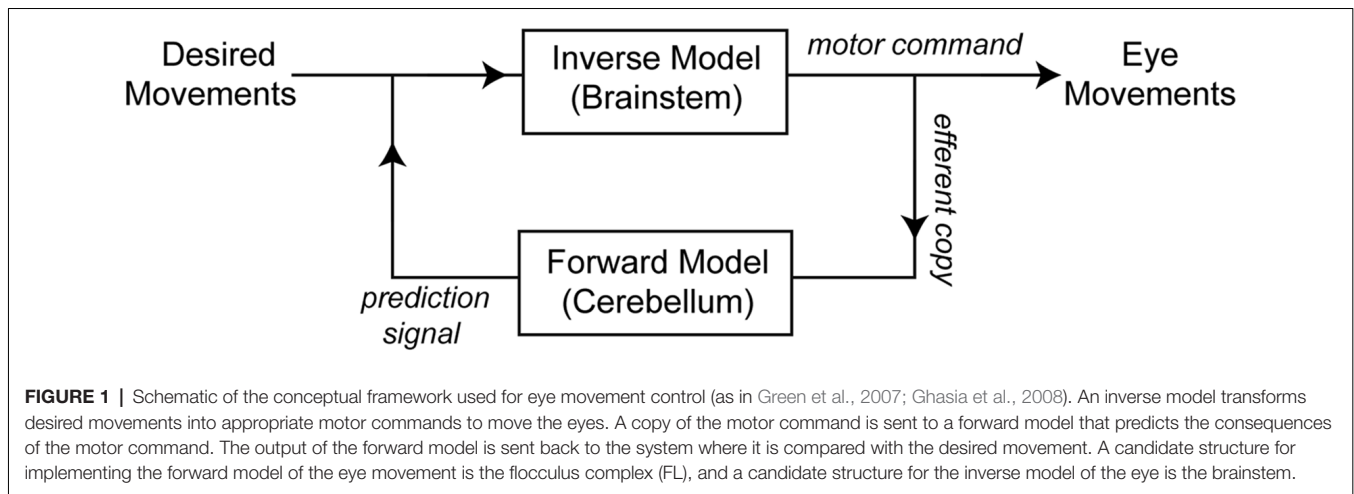 Desired
Movements
Inverse Model
(Brainstem)
motor command
Eye
Movements
efferent copy
Forward Model
(Cerebellum)
prediction
signal
FIGURE 1 | Schematic of the conceptual framework used for eye movement control (as in Green et al., 2007; Ghasia et al., 2008). An inverse model transforms
desired movements into appropriate motor commands to move the eyes. A copy of the motor command is sent to a forward model that predicts the consequences
of the motor command. The output of the forward model is sent back to the system where it is compared with the desired movement. A candidate structure for
implementing the forward model of the eye movement is the flocculus complex (FL), and a candidate structure for the inverse model of the eye is the brainstem.